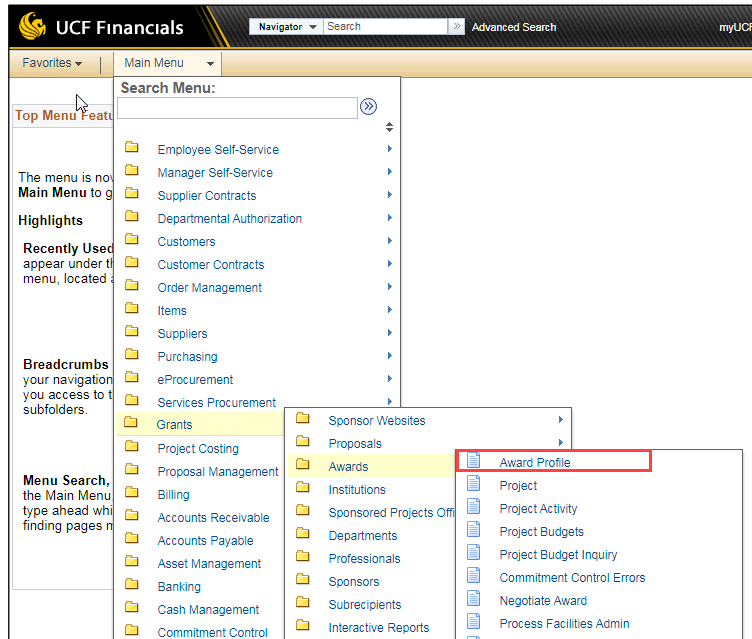 UCF FINANCIALS
Navigator
Search
Advanced Search
myUCF
Favorites
Main Menu
Search Menu:
Top Menu Featu
The menu is now
Main Menu to g
Highlights
Recently Used
appear under th
menu, located a
Breadcrumbs
your navigation
you access to t
subfolders.
Menu Search,
the Main Menu,
type ahead whi
finding pages m
Employee Self-Service
Manager Self-Service
Supplier Contracts
Departmental Authorization
Customers
Customer Contracts
Order Management
Items
Suppliers
Purchasing
eProcurement
Services Procurement
Grants
Project Costing
Proposal Management
Billing
Accounts Receivable
Accounts Payable
Asset Management
Banking
Cash Management
Commitment Control
Sponsor Websites
Proposals
Awards
Institutions
Sponsored Projects Offi
Departments
Professionals
Sponsors
Subrecipients
Interactive Reports
Award Profile
Project
Project Activity
Project Budgets
Project Budget Inquiry
Commitment Control Errors
Negotiate Award
Process Facilities Admin